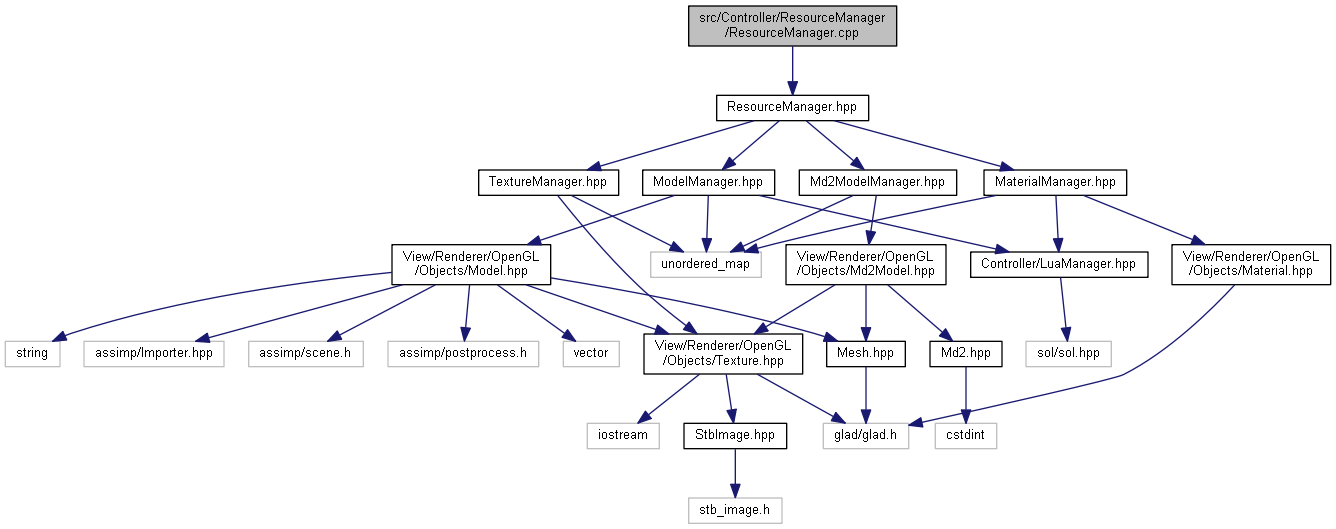 src/Controller/ResourceManager
/ResourceManager.cpp
ResourceManager.hpp
TextureManager.hpp
ModelManager.hpp
Md2ModelManager.hpp
MaterialManager.hpp
View/Renderer/OpenGL
/Objects/Model.hpp
unordered_map
View/Renderer/OpenGL
/Objects/Md2Model.hpp
Controller/LuaManager.hpp
View/Renderer/OpenGL
/Objects/Material.hpp
string
assimp/Importer.hpp
assimp/scene.h
assimp/postprocess.h
vector
View/Renderer/OpenGL
/Objects/Texture.hpp
Mesh.hpp
Md2.hpp
sol/sol.hpp
iostream
StbImage.hpp
glad/glad.h
cstdint
stb_image.h